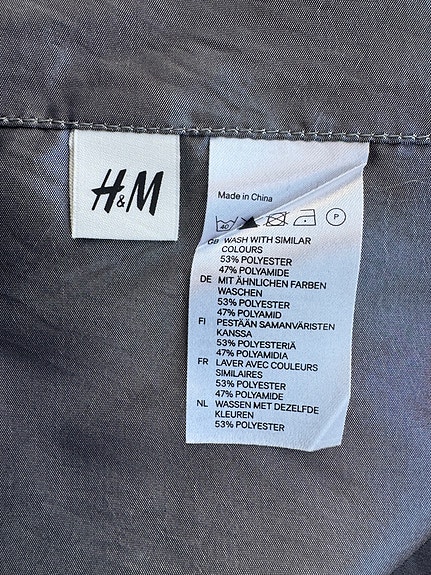 H&M
Made in China
40 P
GB WASH WITH SIMILAR
COLOURS
53% POLYESTER
47% POLYAMIDE
DE MIT ÄHNLICHEN FARBEN
WASCHEN
53% POLYESTER
47% POLYAMID
FI PESTÄÄN SAMANVÄRISTEN
KANSSA
53% POLYESTERIÄ
47% POLYAMIDIA
FR LAVER AVEC COULEURS
SIMILAIRES
53% POLYESTER
47% POLYAMIDE
NL WASSEN MET DEZELFDE
KLEUREN
53% POLYESTER